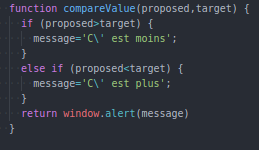 function compareValue(proposed,target) {
if (proposed>target) {
message='C\' est moins';
}
else if (proposed<target) {
message='C\' est plus';
}
return window.alert(message)
}